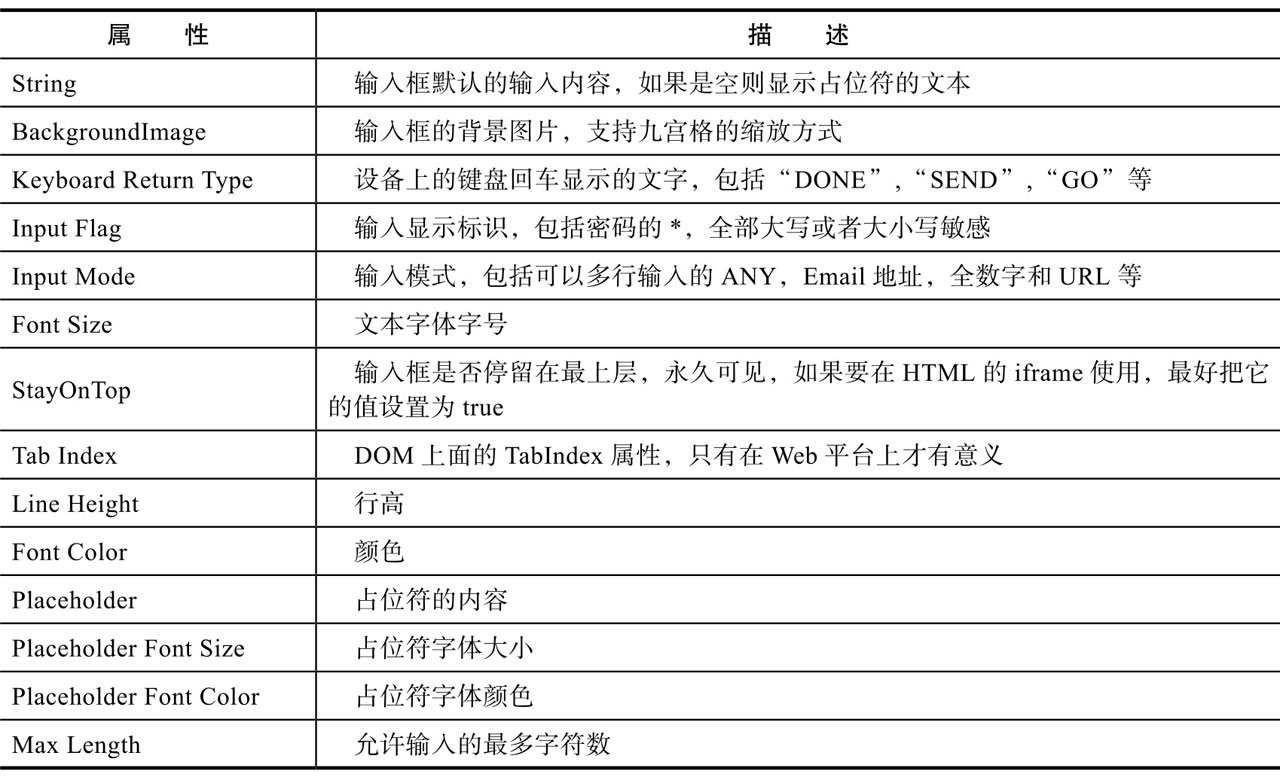 属 性 描 述
String 输入框默认的输入内容，如果是空则显示占位符的文本
BackgroundImage 输入框的背景图片，支持九宫格的缩放方式
Keyboard Return Type 设备上的键盘回车显示的文字，包括“DONE”,“SEND”,“GO”等
Input Flag 输入显示标识，包括密码的 *，全部大写或者大小写敏感
Input Mode 输入模式，包括可以多行输入的 ANY，Email 地址，全数字和 URL 等
Font Size 文本字体字号
StayOnTop 输入框是否停留在最上层，永久可见，如果要在 HTML 的 iframe 使用，最好把它
的值设置为 true
Tab Index DOM 上面的 TabIndex 属性，只有在 Web 平台上才有意义
Line Height 行高
Font Color 颜色
Placeholder 占位符的内容
Placeholder Font Size 占位符字体大小
Placeholder Font Color 占位符字体颜色
Max Length 允许输入的最多字符数